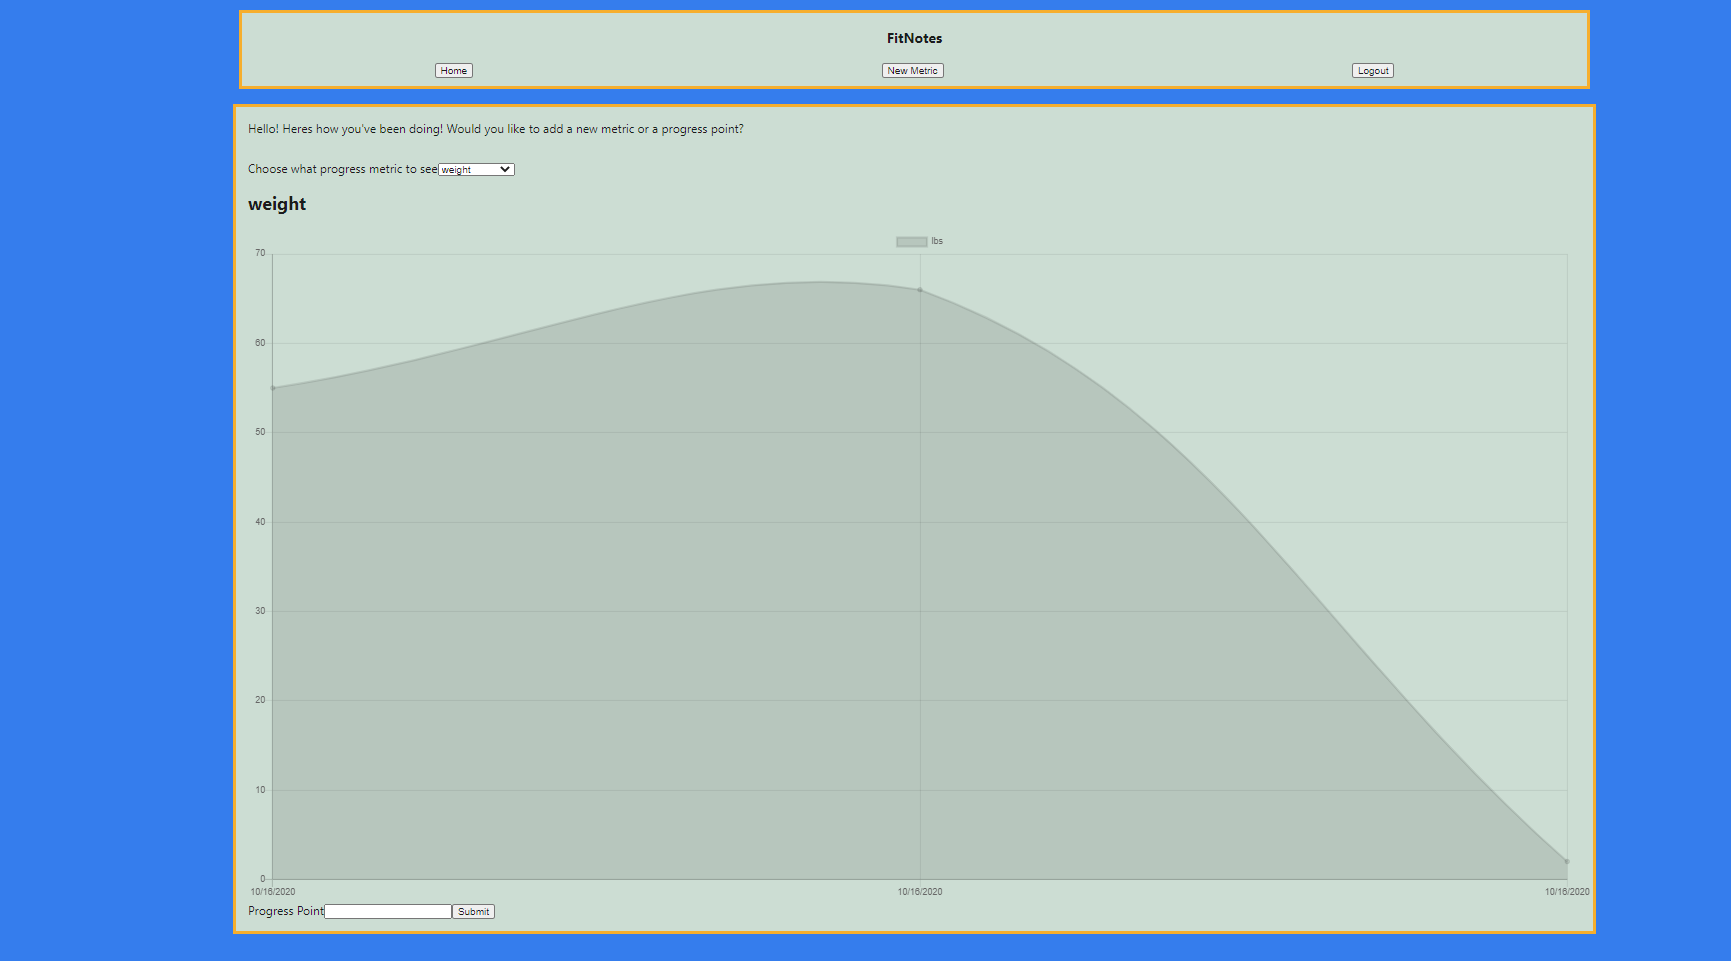 FitNotes
Home New Metric Logout
Hello! Heres how you've been doing! Would you like to add a new metric or a progress point?
Choose what progress metric to see weight
weight
lbs
70
60
50
40
30
20
10
0
10/16/2020 10/16/2020 10/16/2020
Progress Point Submit